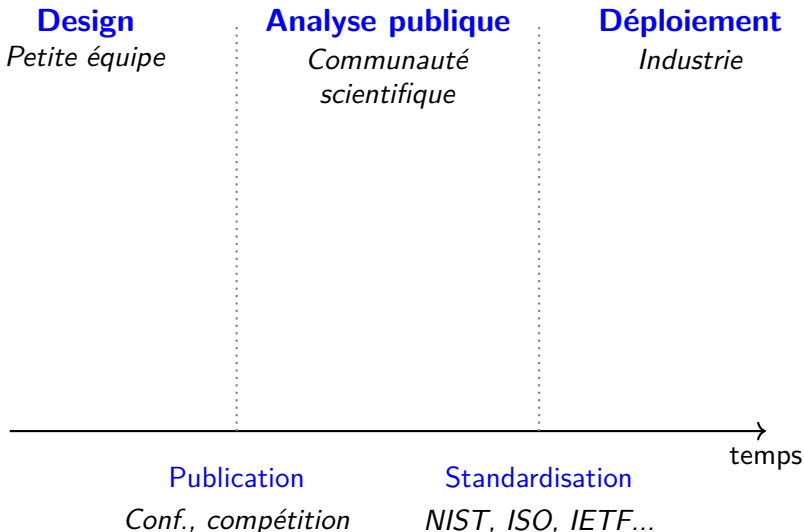 Design
Petite équipe
Analyse publique
Communauté
scientifique
Déploiement
Industrie
temps
Publication
Conf., compétition
Standardisation
NIST, ISO, IETF...